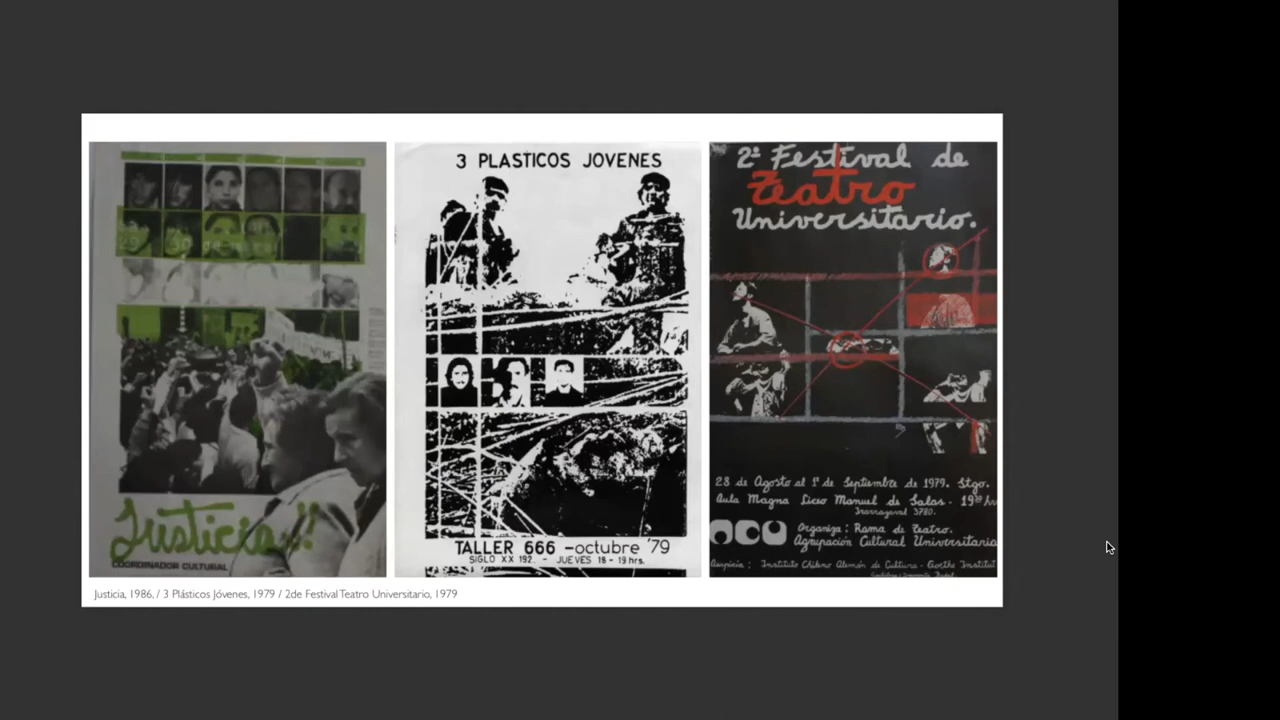 Justicia!!
COORDINADOR CULTURAL
3 PLASTICOS JOVENES
TALLER 666 -octubre '79
SIGLO XX 192. - JUEVES 18 - 19 hrs.
2º Festival de
Teatro
Universitario.
28 de Agosto al 1º de Septiembre de 1979. Stgo.
Aula Magna Liceo Manuel de Salas - 19³⁰ hr
Irarrazaval 3780.
ACU
Organiza: Rama de Teatro.
Agrupación Cultural Universitaria
Auspicia: Instituto Chileno Alemán de Cultura - Goethe Institut
Justicia, 1986, / 3 Plásticos Jóvenes, 1979 / 2de Festival Teatro Universitario, 1979